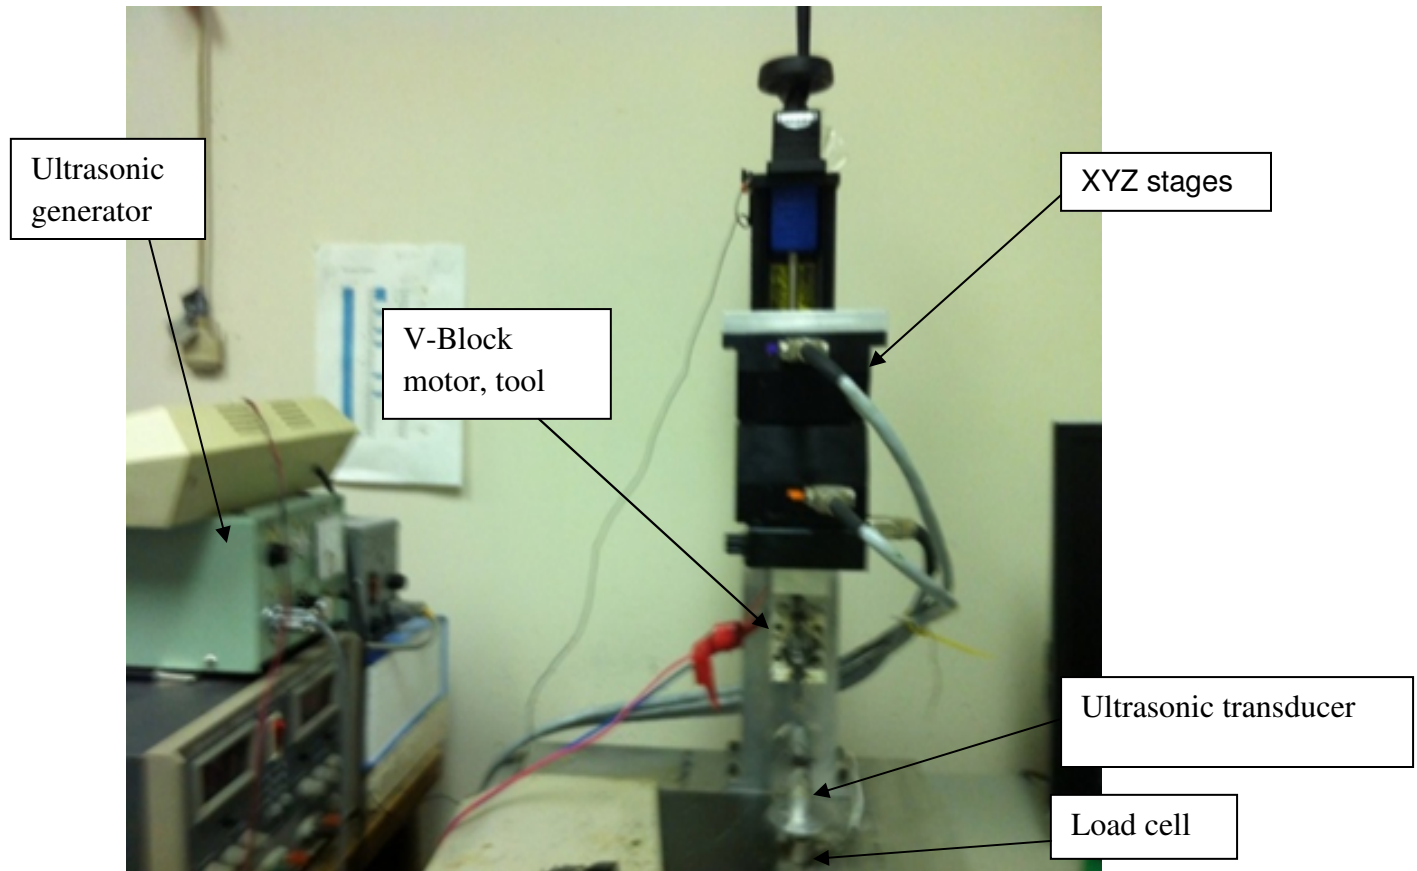 Ultrasonic
generator
XYZ stages
V-Block
motor, tool
Ultrasonic transducer
Load cell